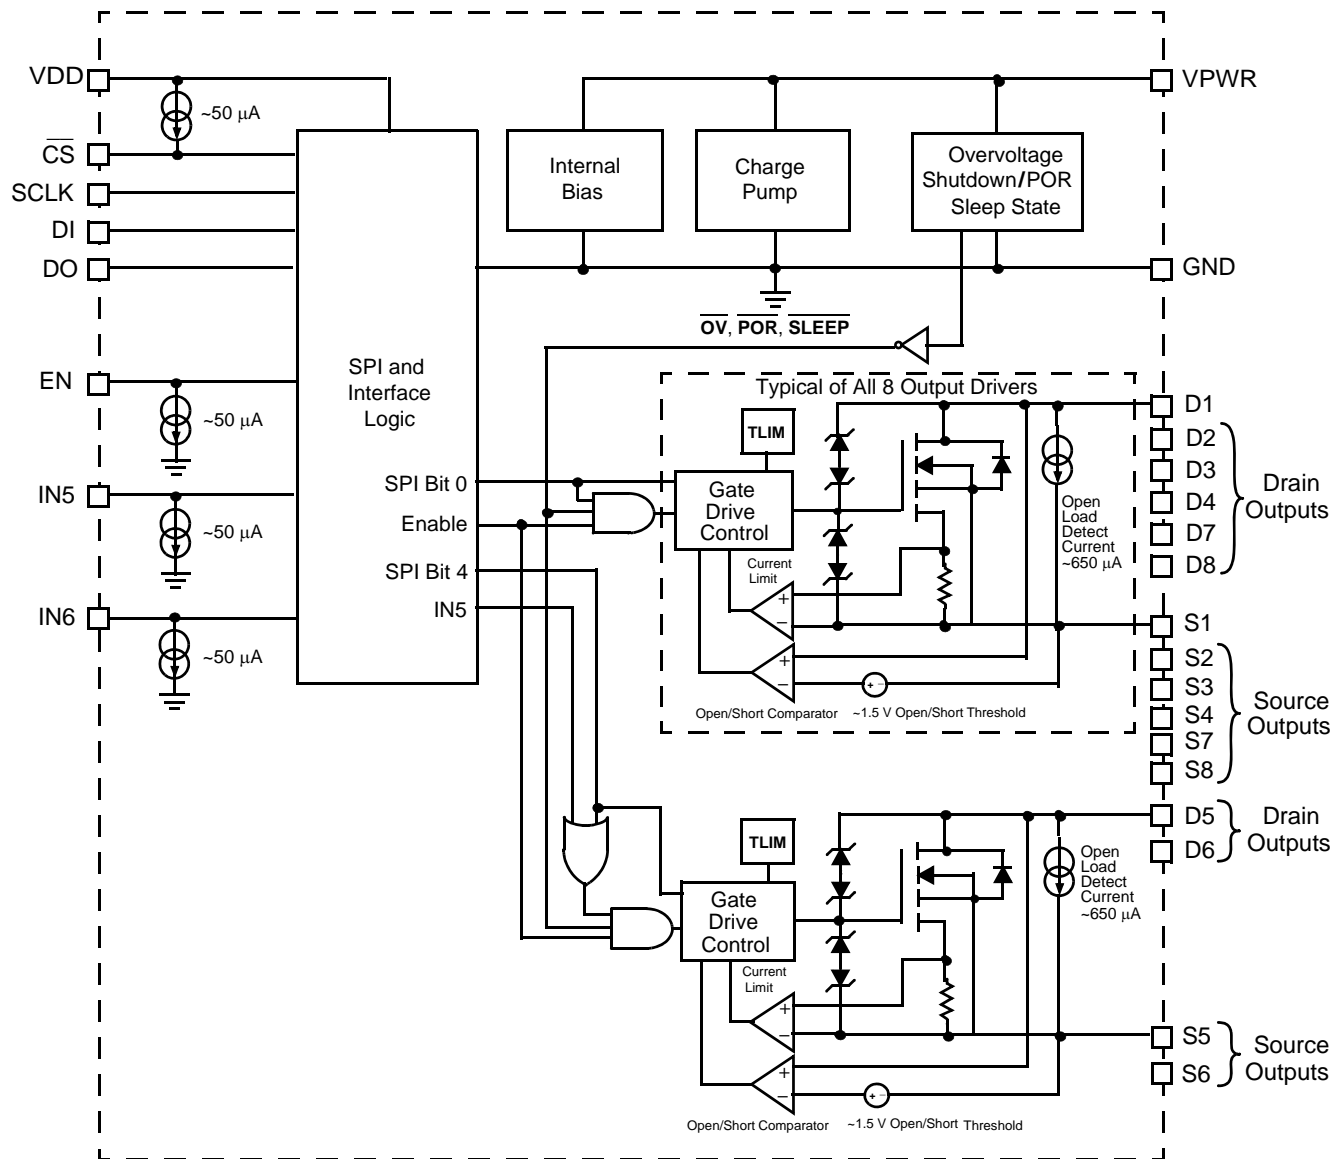 VDD
~50 μA
CS
SCLK
DI
DO
EN
~50 μA
IN5
~50 μA
IN6
~50 μA
SPI and
Interface
Logic
SPI Bit 0
Enable
SPI Bit 4
IN5
Internal
Bias
Charge
Pump
Overvoltage
Shutdown/POR
Sleep State
VPWR
GND
OV, POR, SLEEP
Typical of All 8 Output Drivers
TLIM
Gate
Drive
Control
Current
Limit
+
−
+
−
+ −
Open
Load
Detect
Current
~650 μA
Open/Short Comparator
~1.5 V Open/Short Threshold
D1
D2
D3
D4
D7
D8
Drain
Outputs
S1
S2
S3
S4
S7
S8
Source
Outputs
TLIM
Gate
Drive
Control
Current
Limit
+
−
+
−
+ −
Open
Load
Detect
Current
~650 μA
Open/Short Comparator
~1.5 V Open/Short Threshold
D5
D6
Drain
Outputs
S5
S6
Source
Outputs